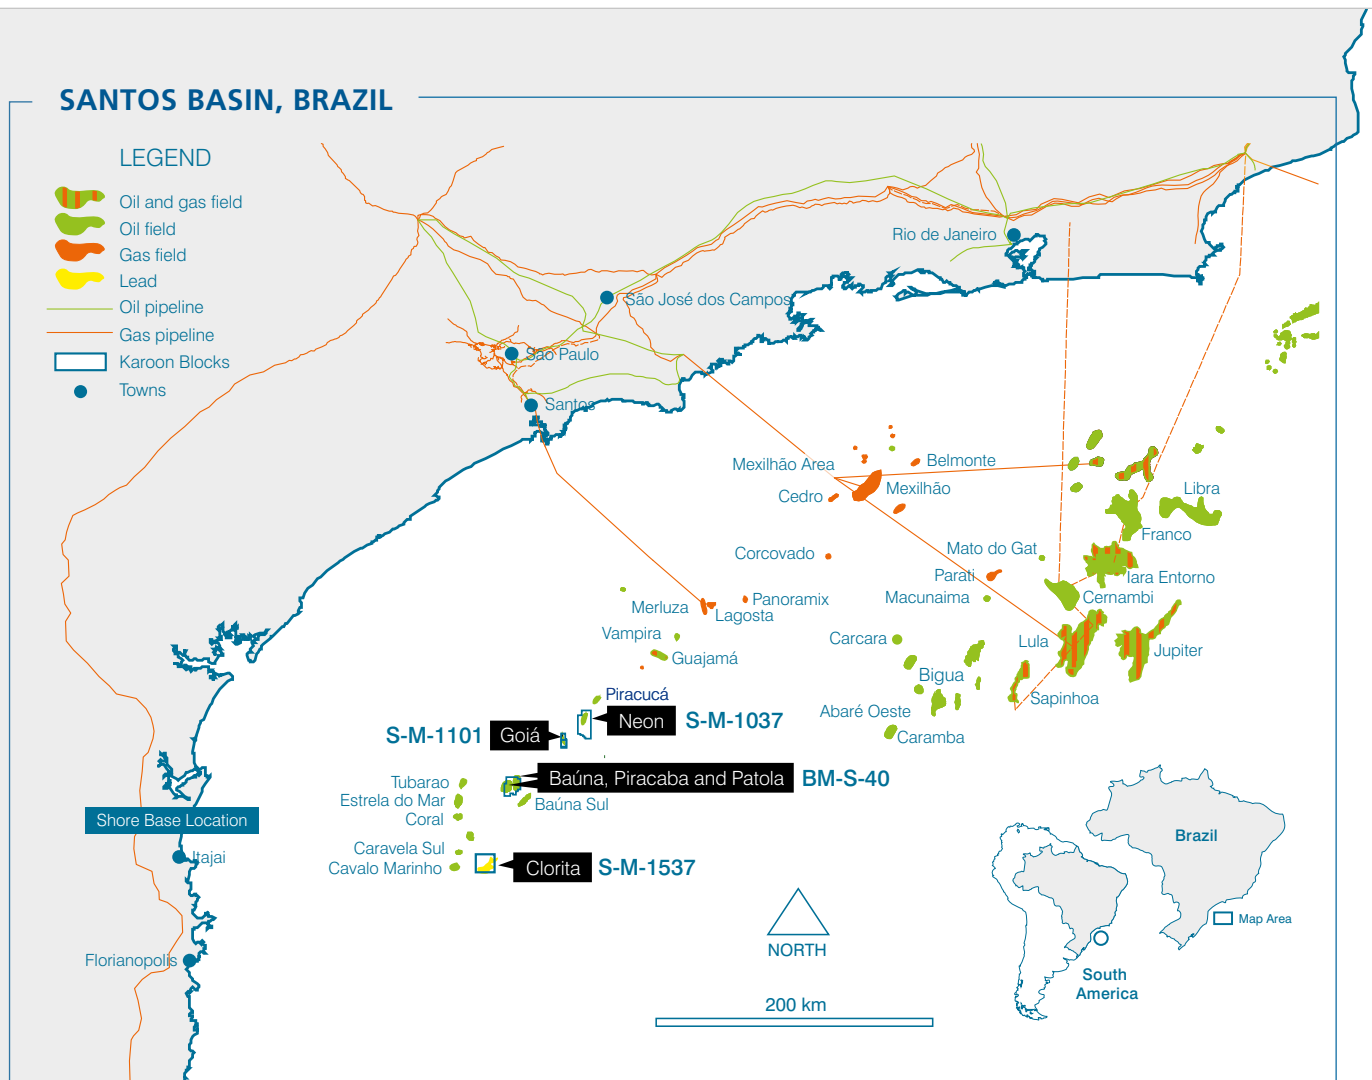 SANTOS BASIN, BRAZIL
LEGEND
Oil and gas field
Oil field
Gas field
Lead
Oil pipeline
Gas pipeline
Karoon Blocks
Towns
Rio de Janeiro
São José dos Campos
São Paulo
Santos
Mexilhão Area
Belmonte
Cedro
Mexilhão
Libra
Franco
Corcovado
Mato do Gat
Parati
Iara Entorno
Macunaima
Cernambi
Merluza
Panoramix
Lagosta
Vampira
Carcara
Lula
Jupiter
Guajamá
Bigua
Piracucá
Sapinhoa
Abaré Oeste
Neon
S-M-1037
S-M-1101
Goiá
Caramba
Tubarao
Baúna, Piracaba and Patola
BM-S-40
Estrela do Mar
Baúna Sul
Coral
Shore Base Location
Brazil
Caravela Sul
Itajai
Cavalo Marinho
Clorita
S-M-1537
Map Area
NORTH
Florianopolis
South
America
200 km